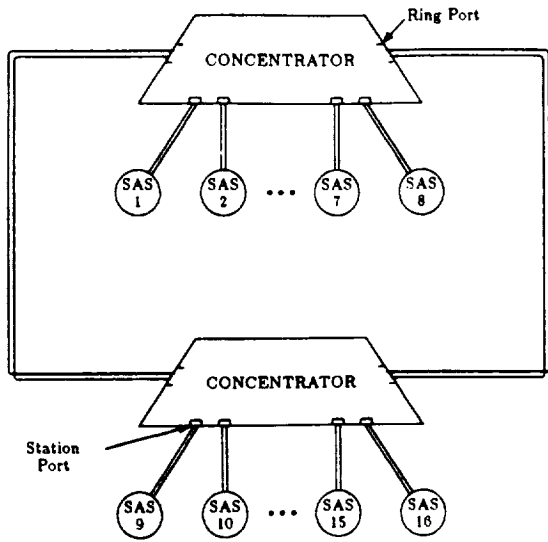 Ring Port
CONCENTRATOR
SAS
1
SAS
2
•••
SAS
7
SAS
8
CONCENTRATOR
Station
Port
SAS
9
SAS
10
•••
SAS
15
SAS
16